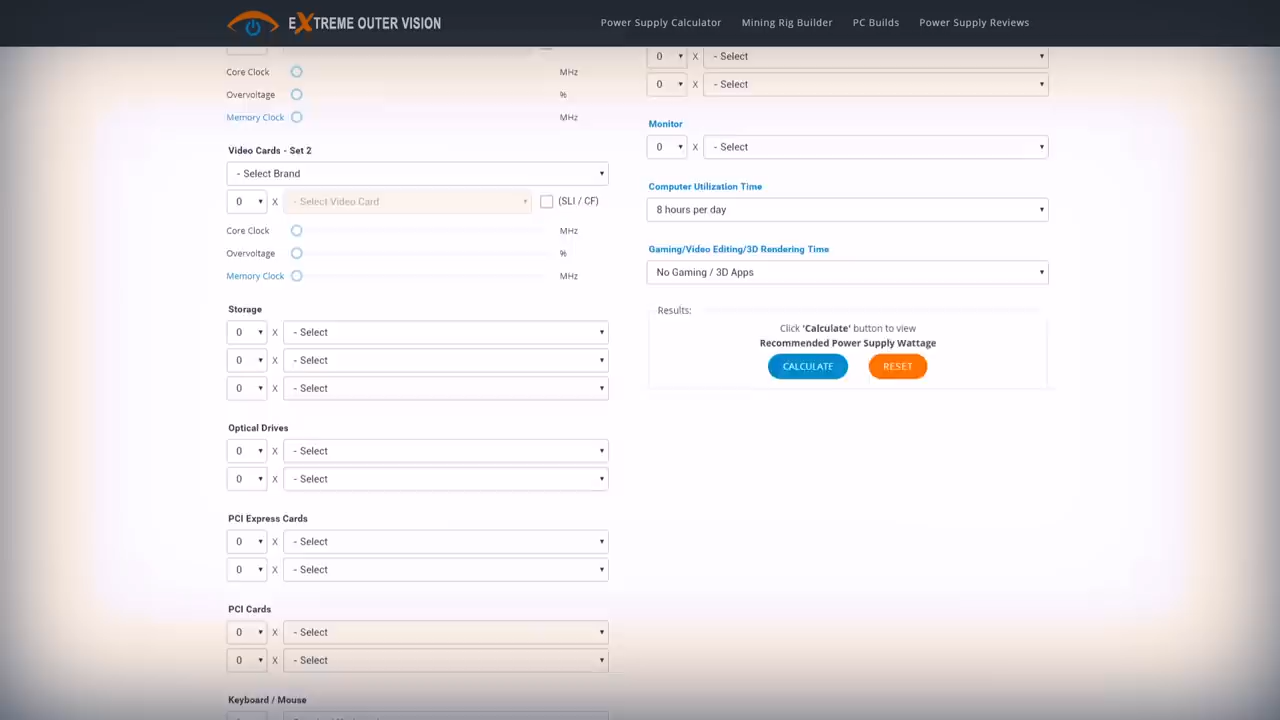 EXTREME OUTER VISION
Power Supply Calculator
Mining Rig Builder
PC Builds
Power Supply Reviews
Core Clock
MHz
Overvoltage
%
Memory Clock
MHz
Video Cards - Set 2
- Select Brand
0 X - Select Video Card (SLI / CF)
Core Clock
MHz
Overvoltage
%
Memory Clock
MHz
Storage
0 X - Select
0 X - Select
0 X - Select
Optical Drives
0 X - Select
0 X - Select
PCI Express Cards
0 X - Select
0 X - Select
PCI Cards
0 X - Select
0 X - Select
Keyboard / Mouse
0 X - Select
0 X - Select
Monitor
0 X - Select
Computer Utilization Time
8 hours per day
Gaming/Video Editing/3D Rendering Time
No Gaming / 3D Apps
Results:
Click 'Calculate' button to view
Recommended Power Supply Wattage
CALCULATE
RESET